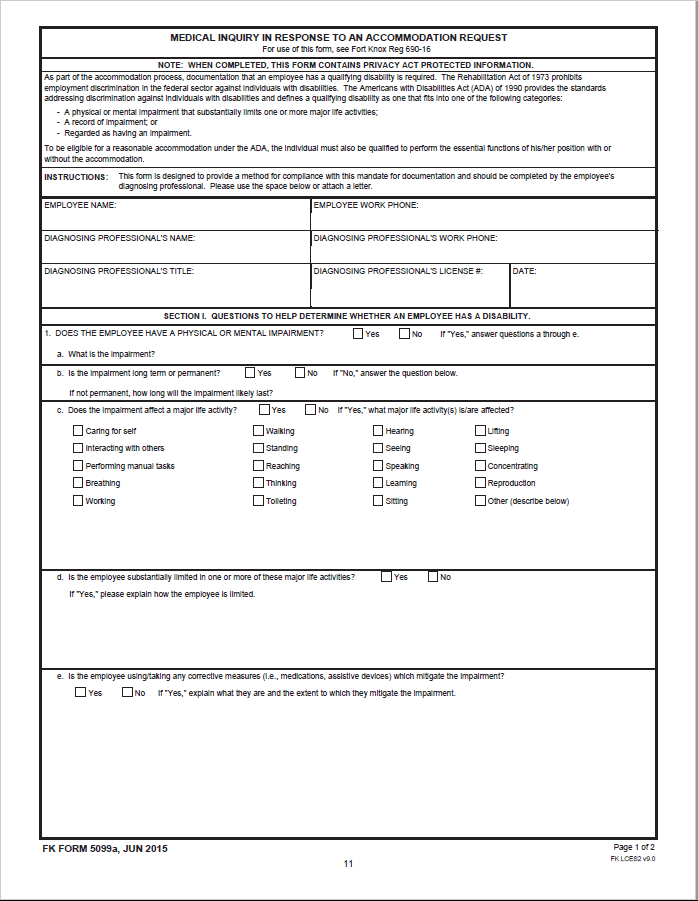 MEDICAL INQUIRY IN RESPONSE TO AN ACCOMMODATION REQUEST
For use of this form, see Fort Knox Reg 690-16
NOTE: WHEN COMPLETED, THIS FORM CONTAINS PRIVACY ACT PROTECTED INFORMATION.
As part of the accommodation process, documentation that an employee has a qualifying disability is required. The Rehabilitation Act of 1973 prohibits
employment discrimination in the federal sector against individuals with disabilities. The Americans with Disabilities Act (ADA) of 1990 provides the standards
addressing discrimination against individuals with disabilities and defines a qualifying disability as one that fits into one of the following categories:
- A physical or mental impairment that substantially limits one or more major life activities;
- A record of impairment; or
- Regarded as having an impairment.
To be eligible for a reasonable accommodation under the ADA, the individual must also be qualified to perform the essential functions of his/her position with or
without the accommodation.
INSTRUCTIONS: This form is designed to provide a method for compliance with this mandate for documentation and should be completed by the employee's
diagnosing professional. Please use the space below or attach a letter.
EMPLOYEE NAME: EMPLOYEE WORK PHONE:
DIAGNOSING PROFESSIONAL'S NAME: DIAGNOSING PROFESSIONAL'S WORK PHONE:
DIAGNOSING PROFESSIONAL'S TITLE: DIAGNOSING PROFESSIONAL'S LICENSE #: DATE:
SECTION I. QUESTIONS TO HELP DETERMINE WHETHER AN EMPLOYEE HAS A DISABILITY.
1. DOES THE EMPLOYEE HAVE A PHYSICAL OR MENTAL IMPAIRMENT? Yes No If "Yes," answer questions a through e.
a. What is the impairment?
b. Is the impairment long term or permanent? Yes No If "No," answer the question below.
If not permanent, how long will the impairment likely last?
c. Does the impairment affect a major life activity? Yes No If "Yes," what major life activity(s) is/are affected?
Caring for self Walking Hearing Lifting
Interacting with others Standing Seeing Sleeping
Performing manual tasks Reaching Speaking Concentrating
Breathing Thinking Learning Reproduction
Working Toileting Sitting Other (describe below)
d. Is the employee substantially limited in one or more of these major life activities? Yes No
If "Yes," please explain how the employee is limited.
e. Is the employee using/taking any corrective measures (i.e., medications, assistive devices) which mitigate the impairment?
Yes No If "Yes," explain what they are and the extent to which they mitigate the impairment.
FK FORM 5099a, JUN 2015 Page 1 of 2
FK LCES2 v9.0
11